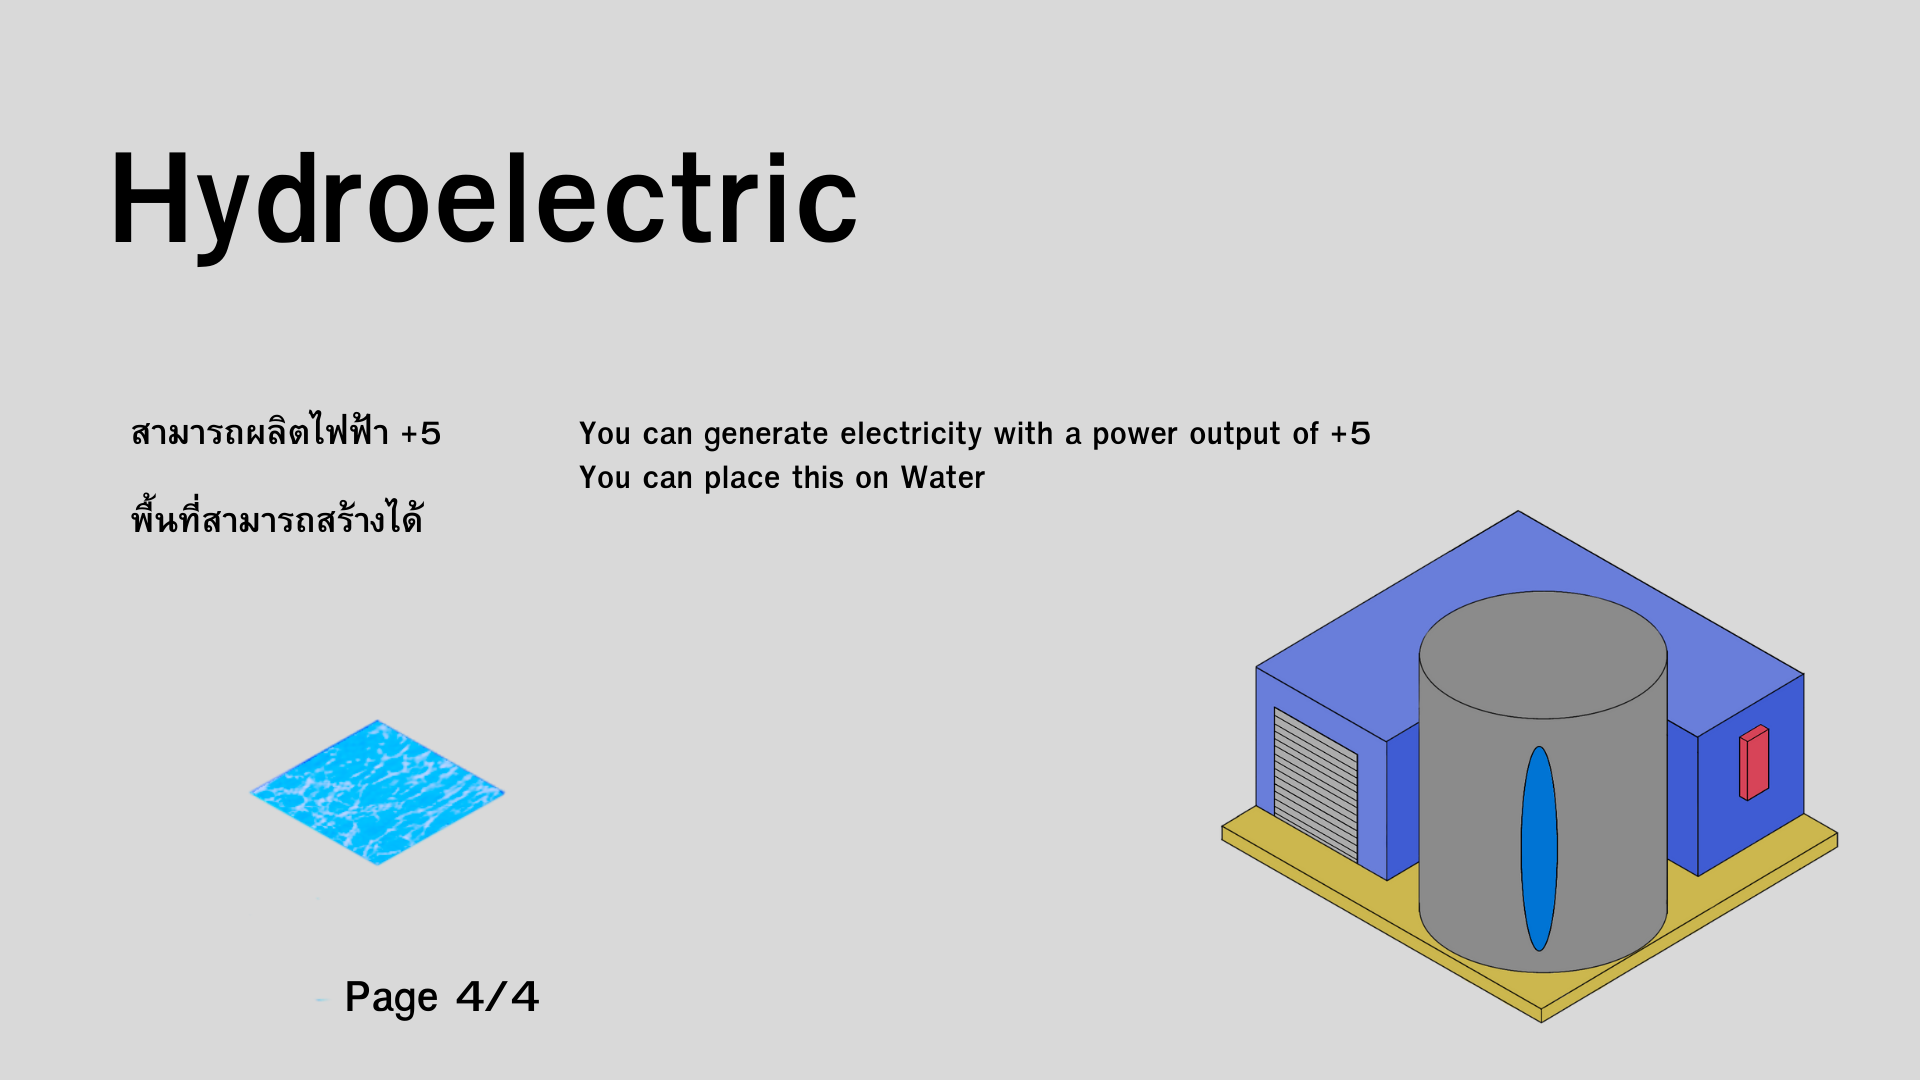 Hydroelectric
สามารถผลิตไฟฟ้า +5
พื้นที่สามารถสร้างได้
You can generate electricity with a power output of +5
You can place this on Water
Page 4/4